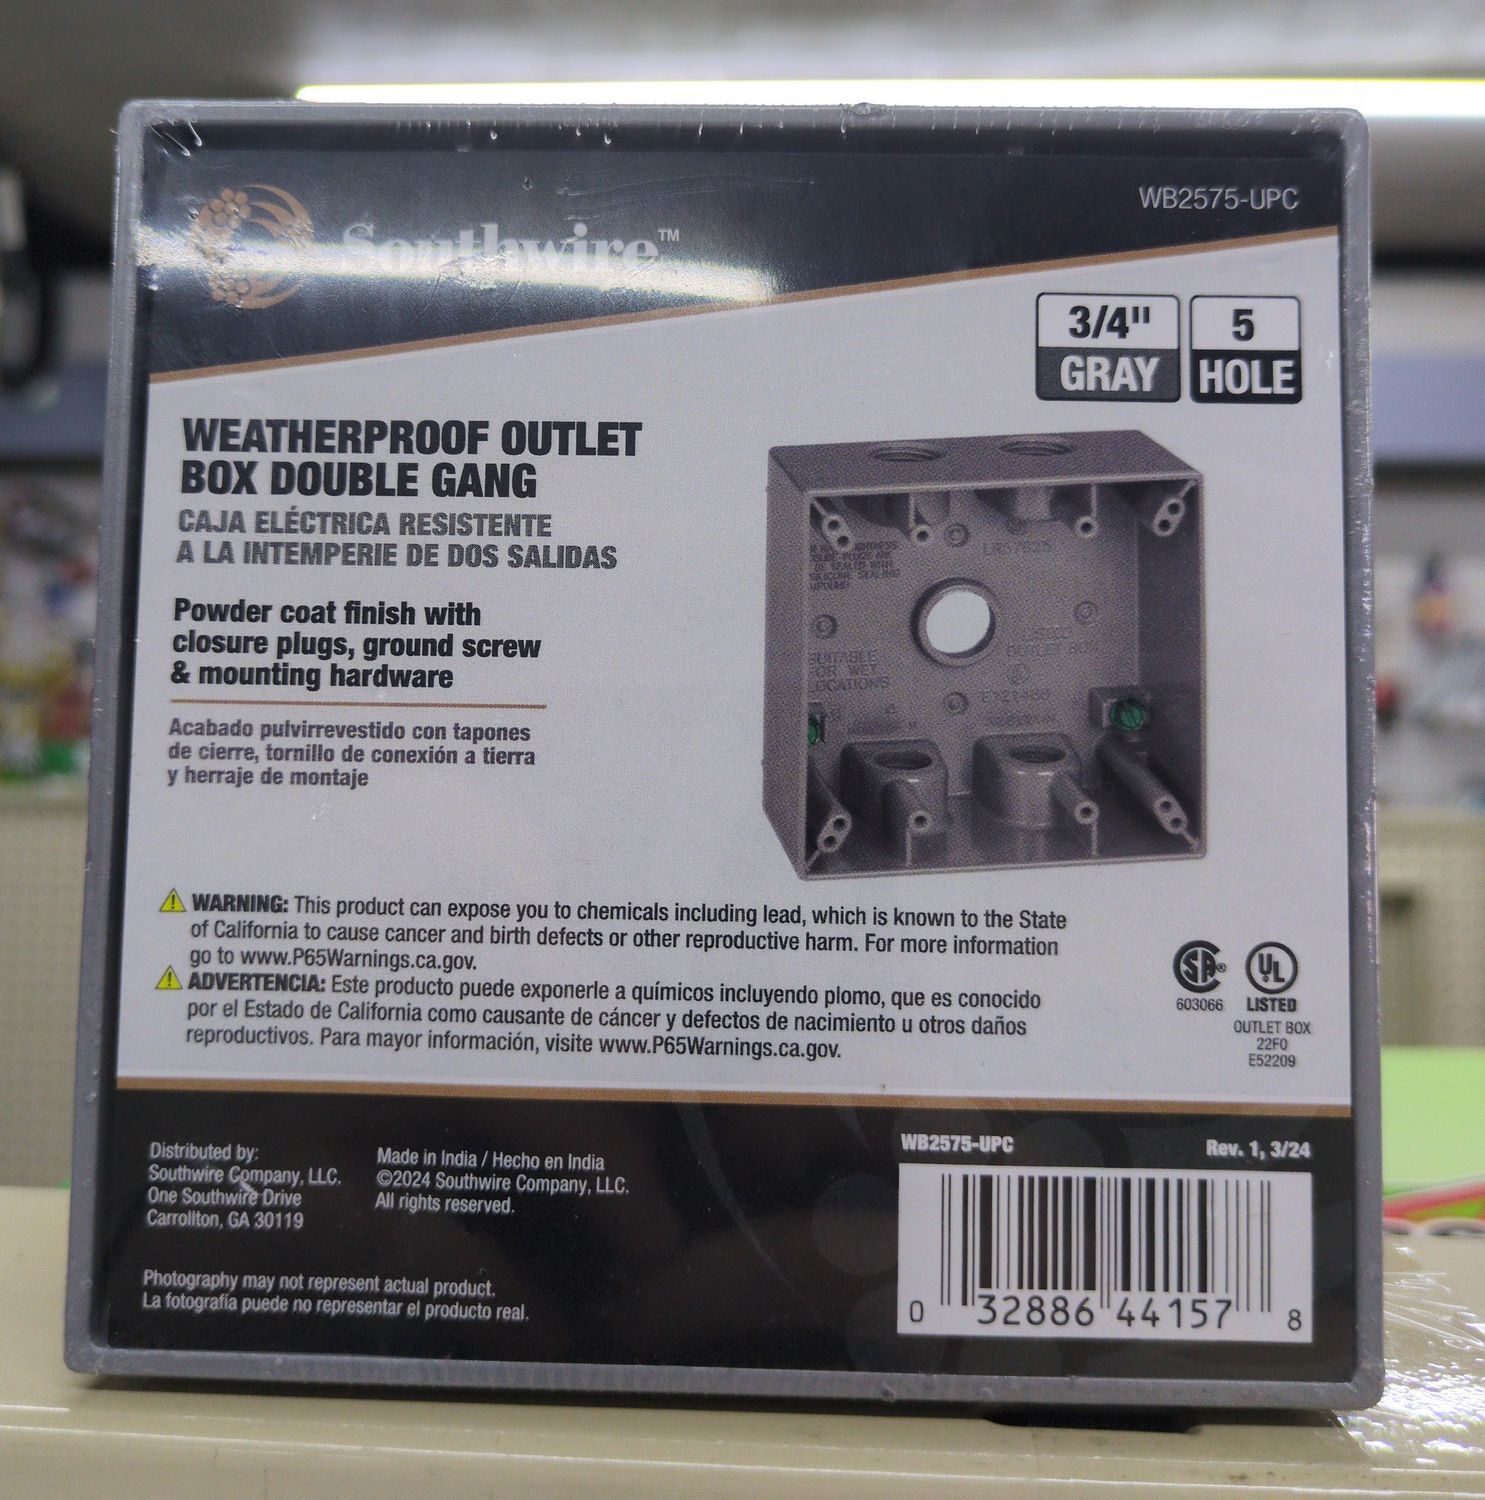 Southwire™
WB2575-UPC
3/4"
GRAY
5
HOLE
WEATHERPROOF OUTLET
BOX DOUBLE GANG
CAJA ELÉCTRICA RESISTENTE
A LA INTEMPERIE DE DOS SALIDAS
Powder coat finish with
closure plugs, ground screw
& mounting hardware
Acabado pulvirrevestido con tapones
de cierre, tornillo de conexión a tierra
y herraje de montaje
SUITABLE
FOR WET
LOCATIONS
OUTLET BOX
WARNING: This product can expose you to chemicals including lead, which is known to the State
of California to cause cancer and birth defects or other reproductive harm. For more information
go to www.P65Warnings.ca.gov.
ADVERTENCIA: Este producto puede exponerle a químicos incluyendo plomo, que es conocido
por el Estado de California como causante de cáncer y defectos de nacimiento u otros daños
reproductivos. Para mayor información, visite www.P65Warnings.ca.gov.
SA®
603066
UL
LISTED
OUTLET BOX
22F0
E52209
Distributed by:
Southwire Company, LLC.
One Southwire Drive
Carrollton, GA 30119
Made in India / Hecho en India
©2024 Southwire Company, LLC.
All rights reserved.
Photography may not represent actual product.
La fotografía puede no representar el producto real.
WB2575-UPC
Rev. 1, 3/24
0 32886 44157 8